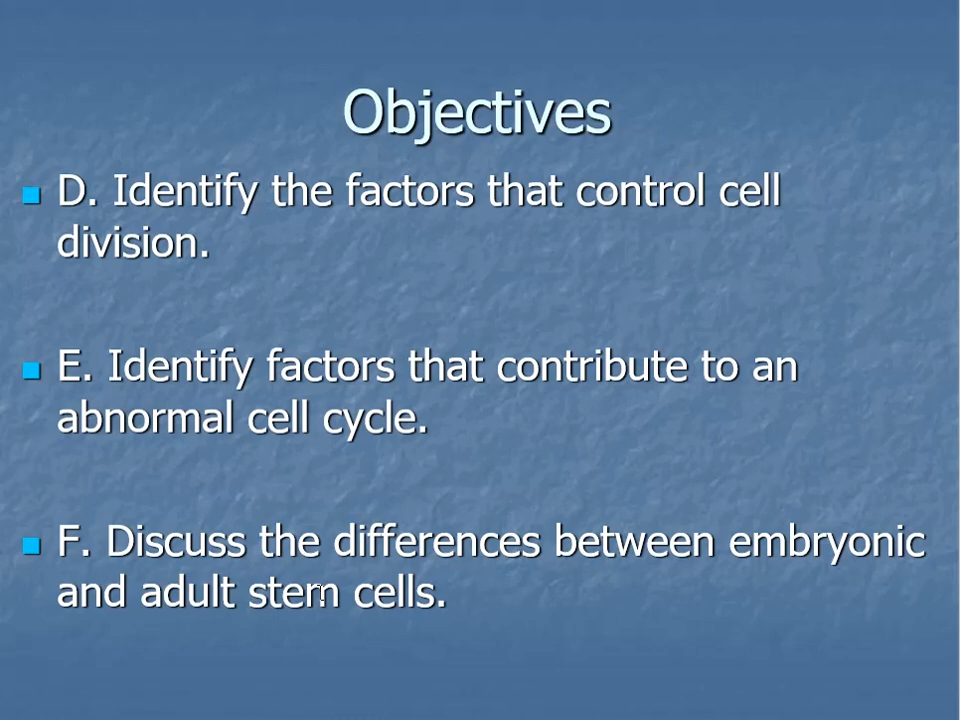 Objectives
D. Identify the factors that control cell
division.
E. Identify factors that contribute to an
abnormal cell cycle.
F. Discuss the differences between embryonic
and adult stem cells.